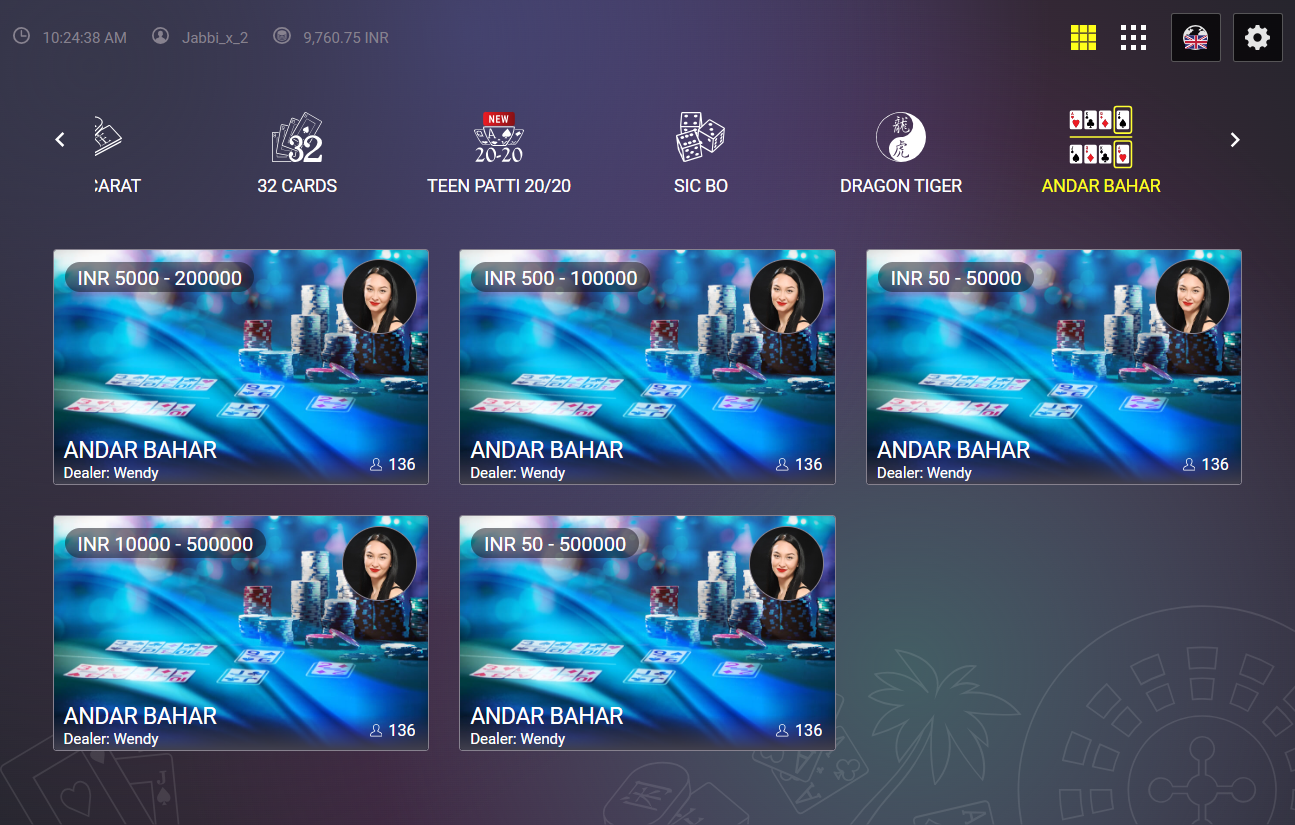 10:24:38 AM Jabbi_x_2 9,760.75 INR
NEW
32
20-20
龍
虎
CARAT
32 CARDS
TEEN PATTI 20/20
SIC BO
DRAGON TIGER
ANDAR BAHAR
INR 5000 - 200000
ANDAR BAHAR
Dealer: Wendy
136
INR 500 - 100000
ANDAR BAHAR
Dealer: Wendy
136
INR 50 - 50000
ANDAR BAHAR
Dealer: Wendy
136
INR 10000 - 500000
ANDAR BAHAR
Dealer: Wendy
136
INR 50 - 500000
ANDAR BAHAR
Dealer: Wendy
136